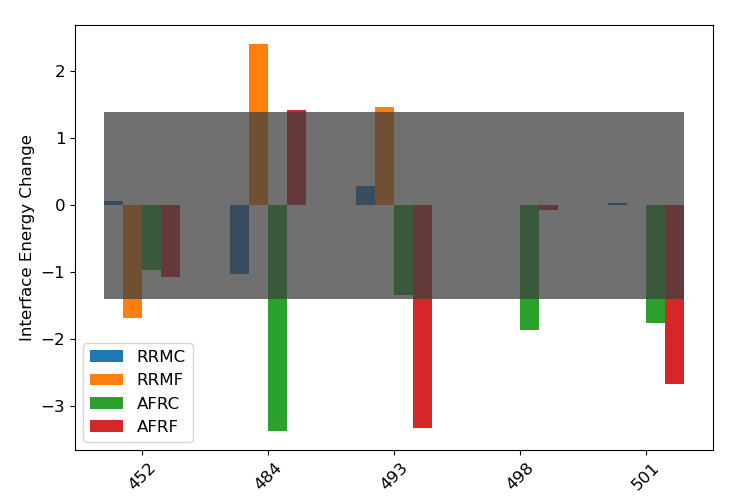 Interface Energy Change
2
1
0
−1
−2
−3
RRMC
RRMF
AFRC
AFRF
452
484
493
498
501